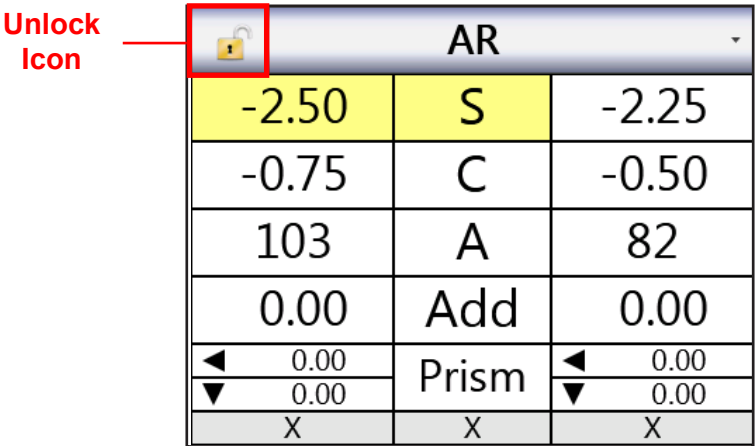 Unlock
Icon
AR
-2.50 S -2.25
-0.75 C -0.50
103 A 82
0.00 Add 0.00
0.00 Prism 0.00
0.00 0.00
X X X